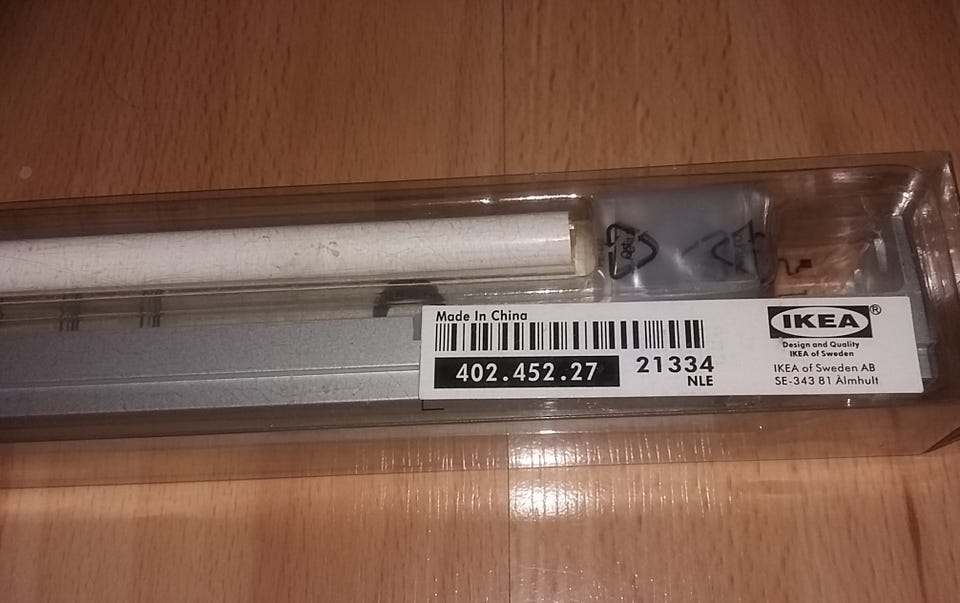 Made In China
402.452.27
21334
NLE
IKEA®
Design and Quality
IKEA of Sweden
IKEA of Sweden AB
SE-343 81 Älmhult